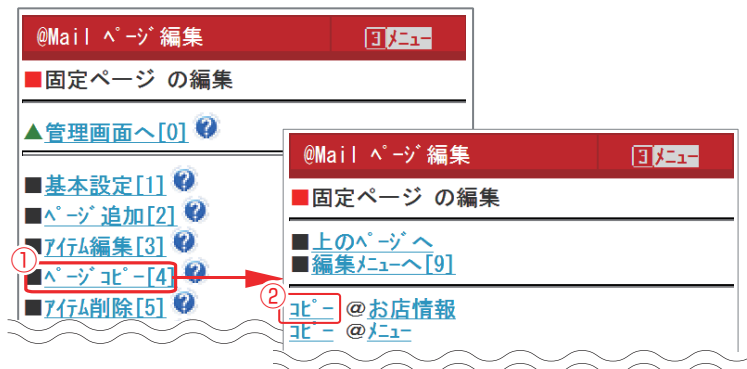 @Mail ﾍﾟｰｼﾞ編集 3ﾒﾆｭｰ
■固定ページ の編集
▲管理画面へ[0]?
■基本設定[1]?
■ﾍﾟｰｼﾞ追加[2]?
■ｱｲﾃﾑ編集[3]?
①
■ﾍﾟｰｼﾞｺﾋﾟｰ[4]?
■ｱｲﾃﾑ削除[5]?
@Mail ﾍﾟｰｼﾞ編集 3ﾒﾆｭｰ
■固定ページ の編集
■上のﾍﾟｰｼﾞへ
■編集ﾒﾆｭｰへ[9]
②
ｺﾋﾟｰ @お店情報
ｺﾋﾟｰ @ﾒﾆｭｰ